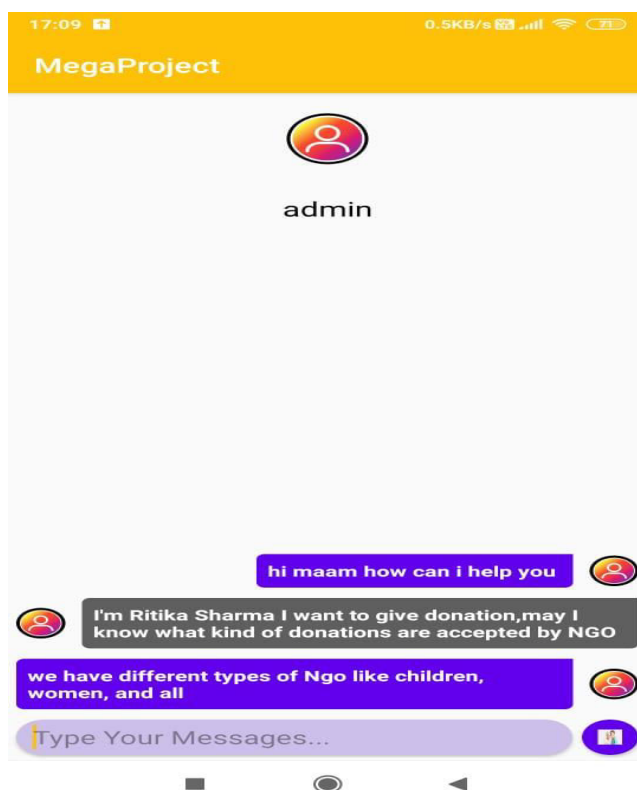 17:09
0.5KB/s 71
MegaProject
admin
hi maam how can i help you
I'm Ritika Sharma I want to give donation,may I
know what kind of donations are accepted by NGO
we have different types of Ngo like children,
women, and all
Type Your Messages...